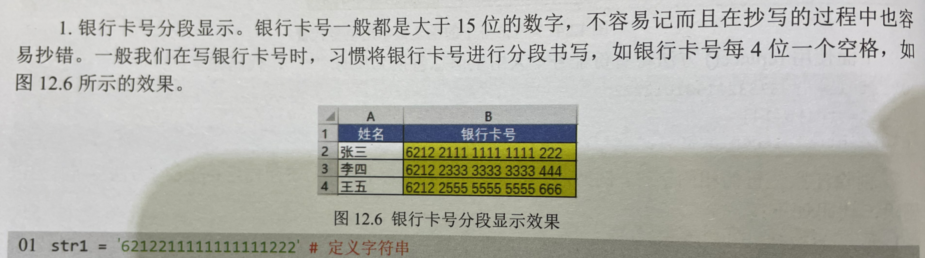 1. 银行卡号分段显示。银行卡号一般都是大于 15 位的数字，不容易记而且在抄写的过程中也容
易抄错。一般我们在写银行卡号时，习惯将银行卡号进行分段书写，如银行卡号每 4 位一个空格，如
图 12.6 所示的效果。
A B
1 姓名 银行卡号
2 张三 6212 2111 1111 1111 222
3 李四 6212 2333 3333 3333 444
4 王五 6212 2555 5555 5555 666
图 12.6 银行卡号分段显示效果
01 str1 = '6212211111111111222' # 定义字符串